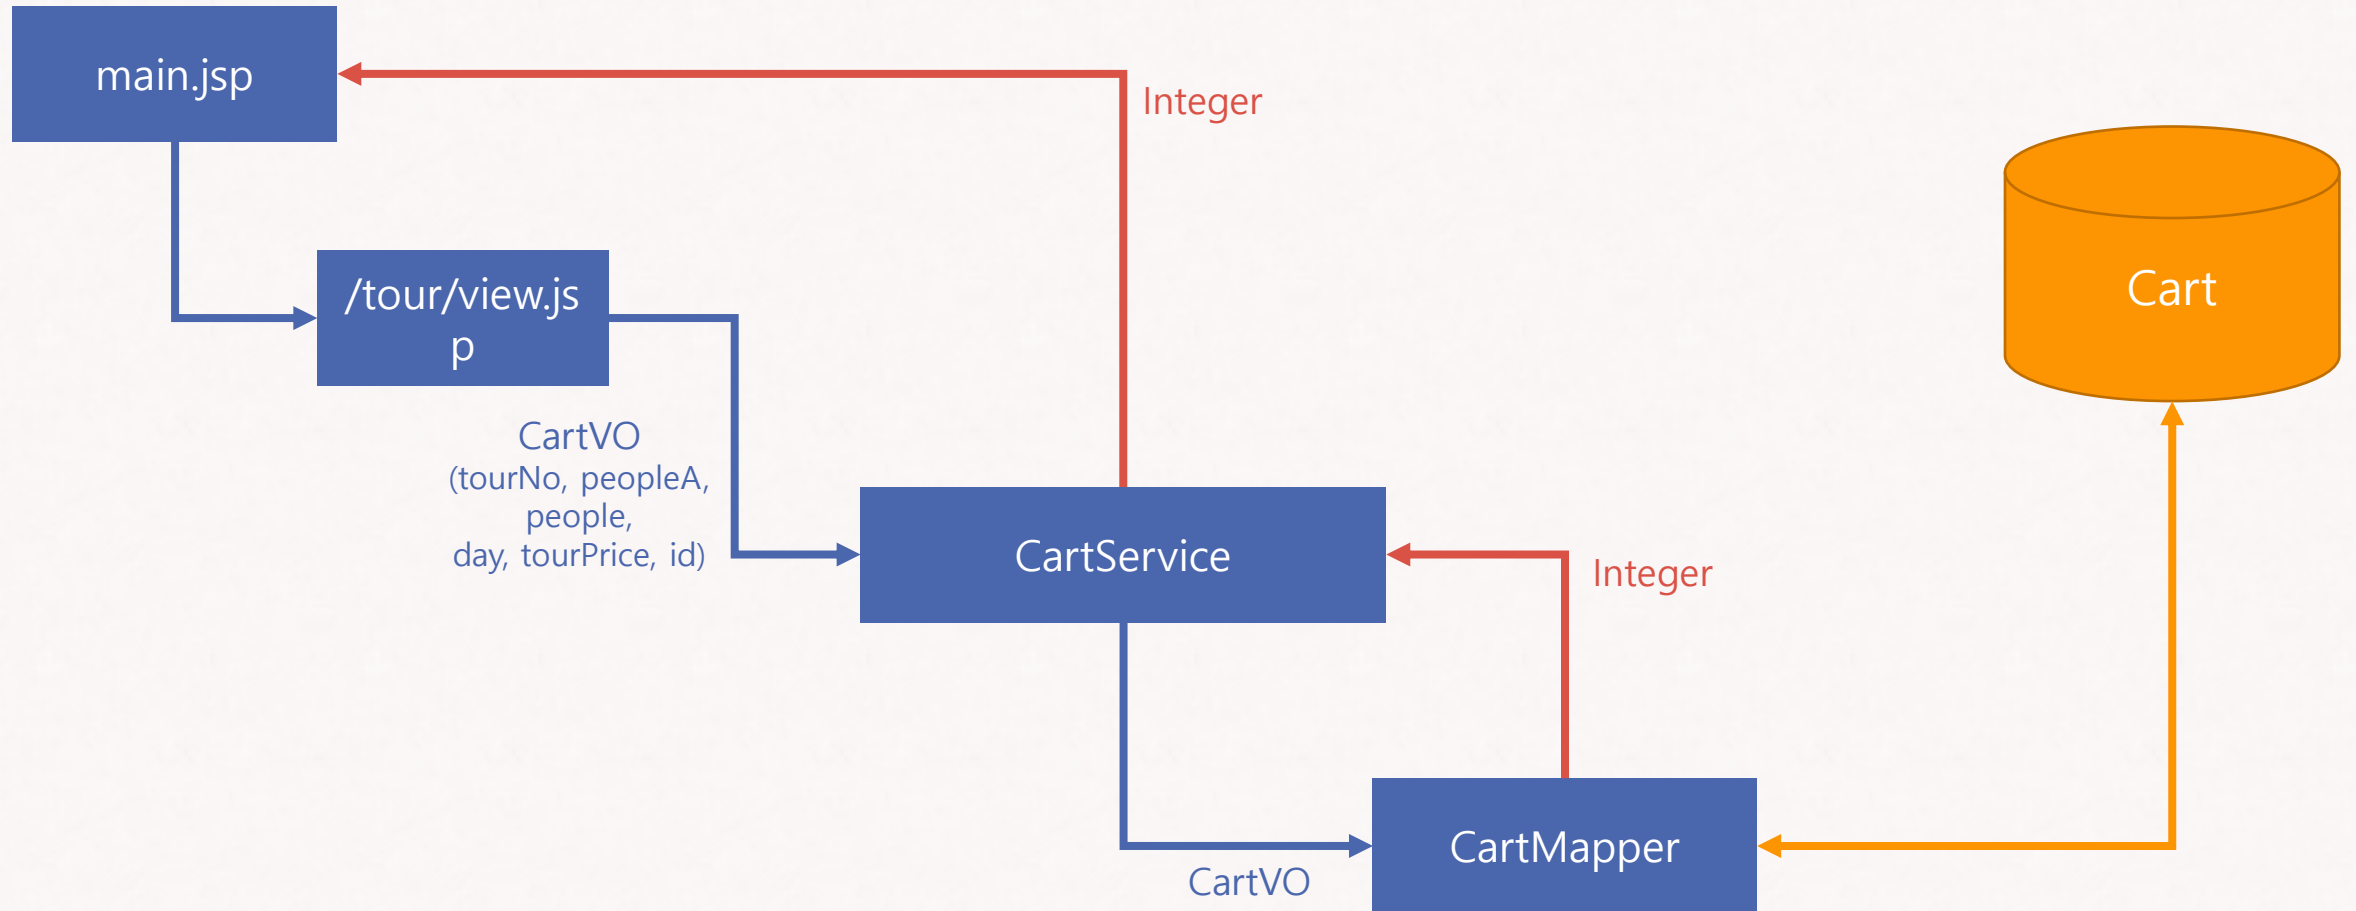 main.jsp
Integer
/tour/view.js
p
Cart
CartVO
(tourNo, peopleA,
people,
day, tourPrice, id)
CartService
Integer
CartMapper
CartVO